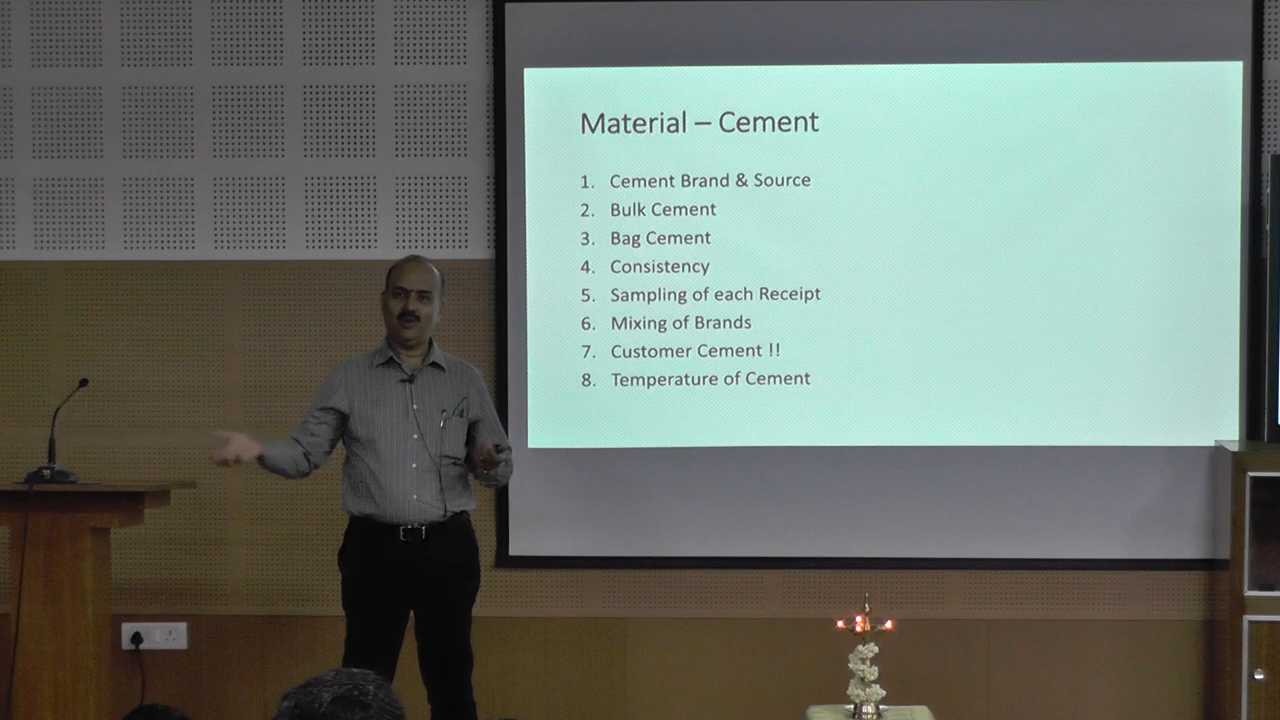 Material – Cement
1. Cement Brand & Source
2. Bulk Cement
3. Bag Cement
4. Consistency
5. Sampling of each Receipt
6. Mixing of Brands
7. Customer Cement !!
8. Temperature of Cement